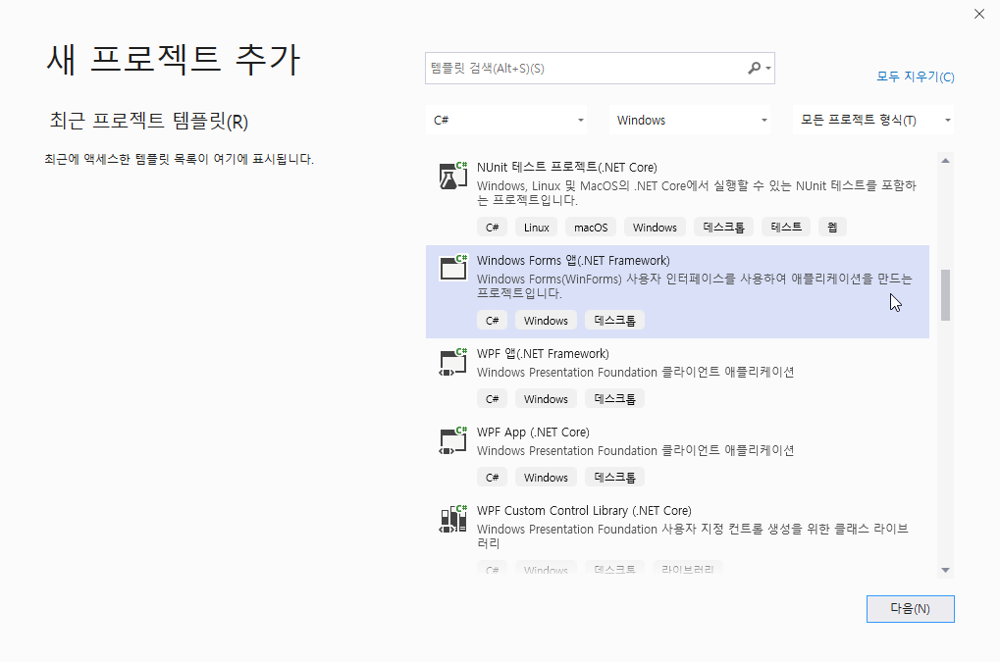 새 프로젝트 추가
템플릿 검색(Alt+S)(S)
모두 지우기(C)
최근 프로젝트 템플릿(R)
C#
Windows
모든 프로젝트 형식(T)
최근에 액세스한 템플릿 목록이 여기에 표시됩니다.
C#
NUnit 테스트 프로젝트(.NET Core)
Windows, Linux 및 MacOS의 .NET Core에서 실행할 수 있는 NUnit 테스트를 포함하
는 프로젝트입니다.
C# Linux macOS Windows 데스크톱 테스트 웹
C#
Windows Forms 앱(.NET Framework)
Windows Forms(WinForms) 사용자 인터페이스를 사용하여 애플리케이션을 만드는
프로젝트입니다.
C# Windows 데스크톱
C#
WPF 앱(.NET Framework)
Windows Presentation Foundation 클라이언트 애플리케이션
C# Windows 데스크톱
C#
WPF App (.NET Core)
Windows Presentation Foundation 클라이언트 애플리케이션
C# Windows 데스크톱
C#
WPF Custom Control Library (.NET Core)
Windows Presentation Foundation 사용자 지정 컨트롤 생성을 위한 클래스 라이브
러리
C# Windows 데스크톱 라이브러리
다음(N)